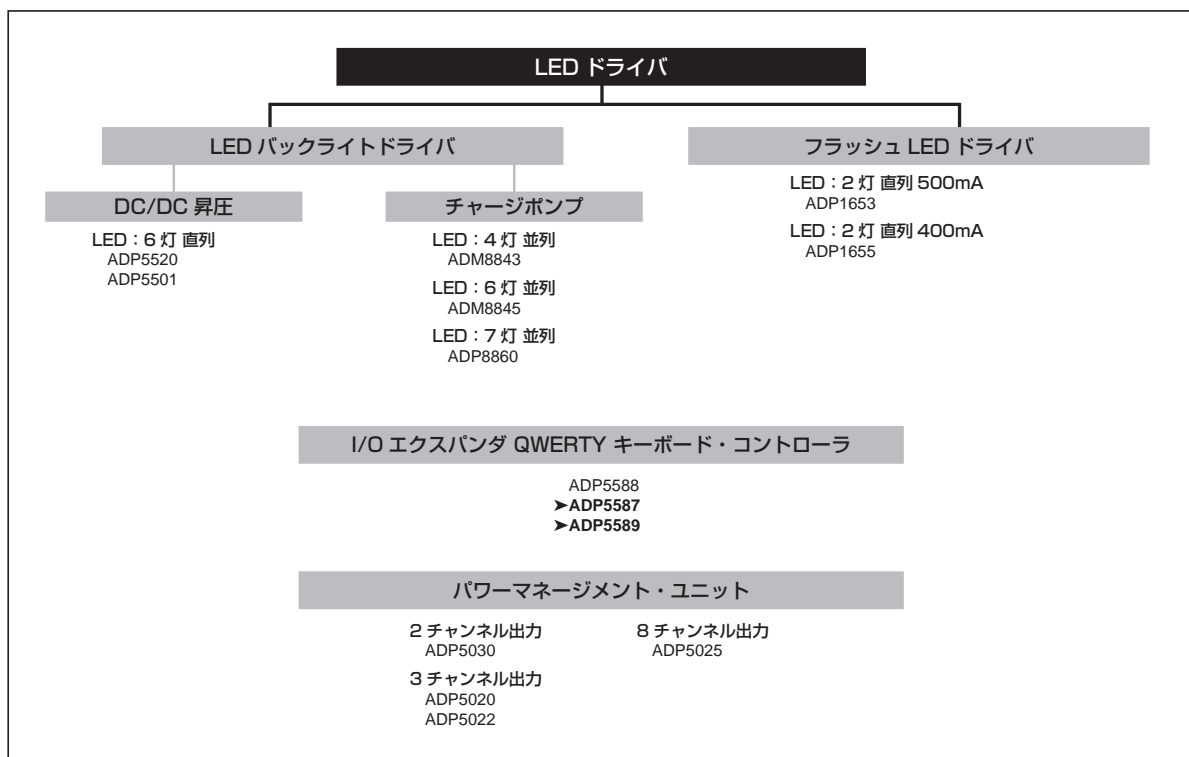 LED ドライバ
LED バックライトドライバ
フラッシュ LED ドライバ
DC/DC 昇圧
LED:6 灯 直列
ADP5520
ADP5501
チャージポンプ
LED:4 灯 並列
ADM8843
LED:6 灯 並列
ADM8845
LED:7 灯 並列
ADP8860
LED:2 灯 直列 500mA
ADP1653
LED:2 灯 直列 400mA
ADP1655
I/O エクスパンダ QWERTY キーボード・コントローラ
ADP5588
➤ADP5587
➤ADP5589
パワーマネージメント・ユニット
2 チャンネル出力
ADP5030
3 チャンネル出力
ADP5020
ADP5022
8 チャンネル出力
ADP5025